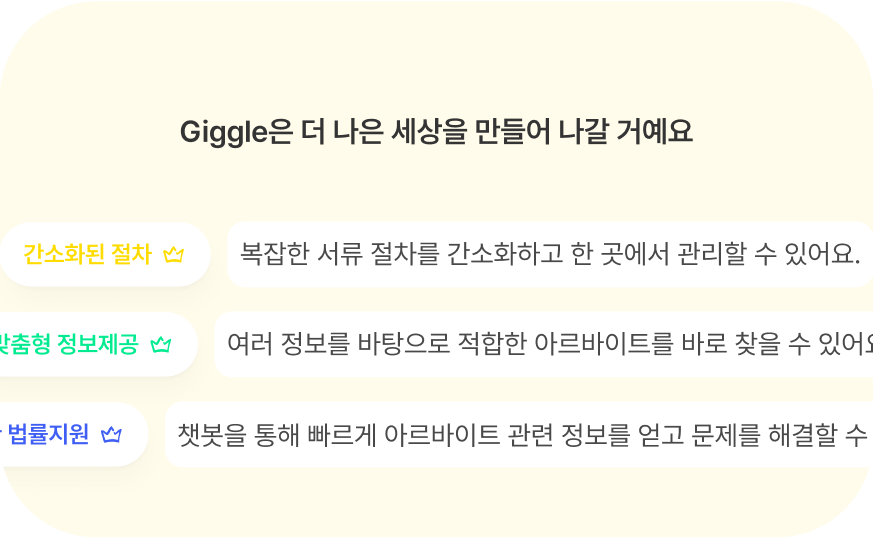 Giggle은 더 나은 세상을 만들어 나갈 거예요
간소화된 절차 복잡한 서류 절차를 간소화하고 한 곳에서 관리할 수 있어요.
맞춤형 정보제공 여러 정보를 바탕으로 적합한 아르바이트를 바로 찾을 수 있어요
법률지원 챗봇을 통해 빠르게 아르바이트 관련 정보를 얻고 문제를 해결할 수